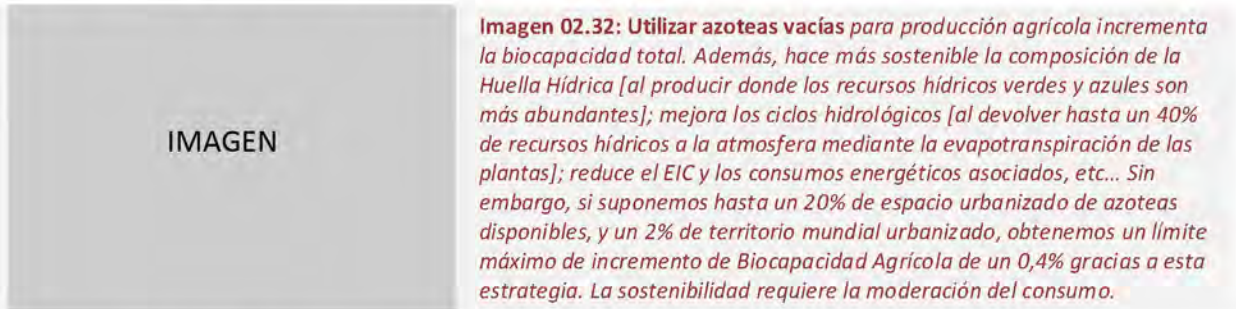 IMAGEN
Imagen 02.32: Utilizar azoteas vacías para producción agrícola incrementa
la biocapacidad total. Además, hace más sostenible la composición de la
Huella Hídrica [al producir donde los recursos hídricos verdes y azules son
más abundantes]; mejora los ciclos hidrológicos [al devolver hasta un 40%
de recursos hídricos a la atmosfera mediante la evapotranspiración de las
plantas]; reduce el EIC y los consumos energéticos asociados, etc... Sin
embargo, si suponemos hasta un 20% de espacio urbanizado de azoteas
disponibles, y un 2% de territorio mundial urbanizado, obtenemos un límite
máximo de incremento de Biocapacidad Agrícola de un 0,4% gracias a esta
estrategia. La sostenibilidad requiere la moderación del consumo.